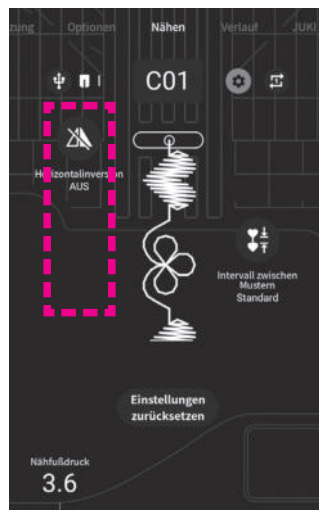 zung Optionen Nähen Verlauf JUKI
C01
Horizontalinversion
AUS
Intervall zwischen
Mustern
Standard
Einstellungen
zurücksetzen
Nähfußdruck
3.6